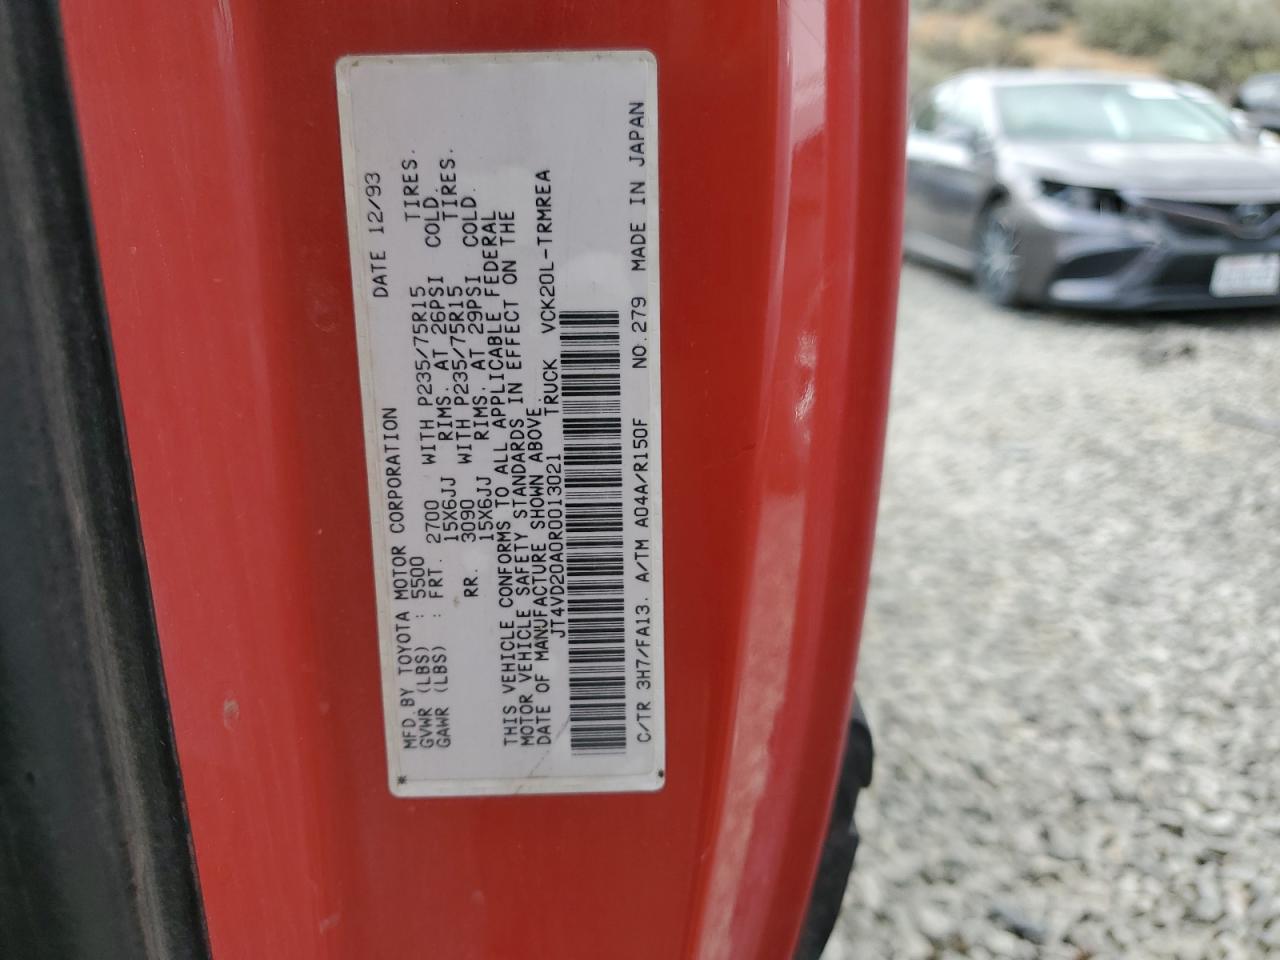 DATE 12/93
MFD.BY TOYOTA MOTOR CORPORATION
GVWR (LBS) : 5500
GAWR (LBS) : FRT. 2700 WITH P235/75R15 TIRES.
15X6JJ RIMS. AT 26PSI COLD.
RR. 3090 WITH P235/75R15 TIRES.
15X6JJ RIMS. AT 29PSI COLD.
THIS VEHICLE CONFORMS TO ALL APPLICABLE FEDERAL
MOTOR VEHICLE SAFETY STANDARDS IN EFFECT ON THE
DATE OF MANUFACTURE SHOWN ABOVE.
JT4VD20A0R0013021 TRUCK VCK20L-TRMREA
C/TR 3H7/FA13. A/TM A04A/R150F NO.279 MADE IN JAPAN